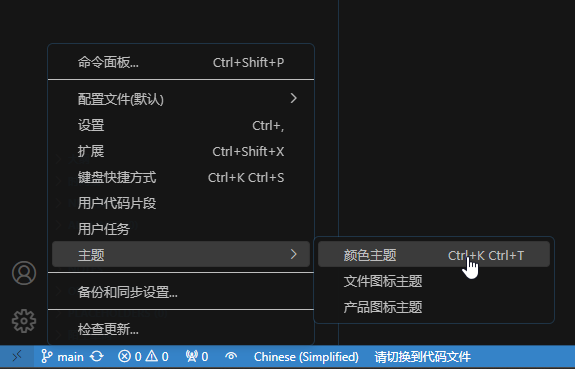 命令面板... Ctrl+Shift+P
配置文件(默认)
设置 Ctrl+,
扩展 Ctrl+Shift+X
键盘快捷方式 Ctrl+K Ctrl+S
用户代码片段
用户任务
主题
颜色主题 Ctrl+K Ctrl+T
文件图标主题
产品图标主题
备份和同步设置...
检查更新...
main 0 0 0 Chinese (Simplified) 请切换到代码文件